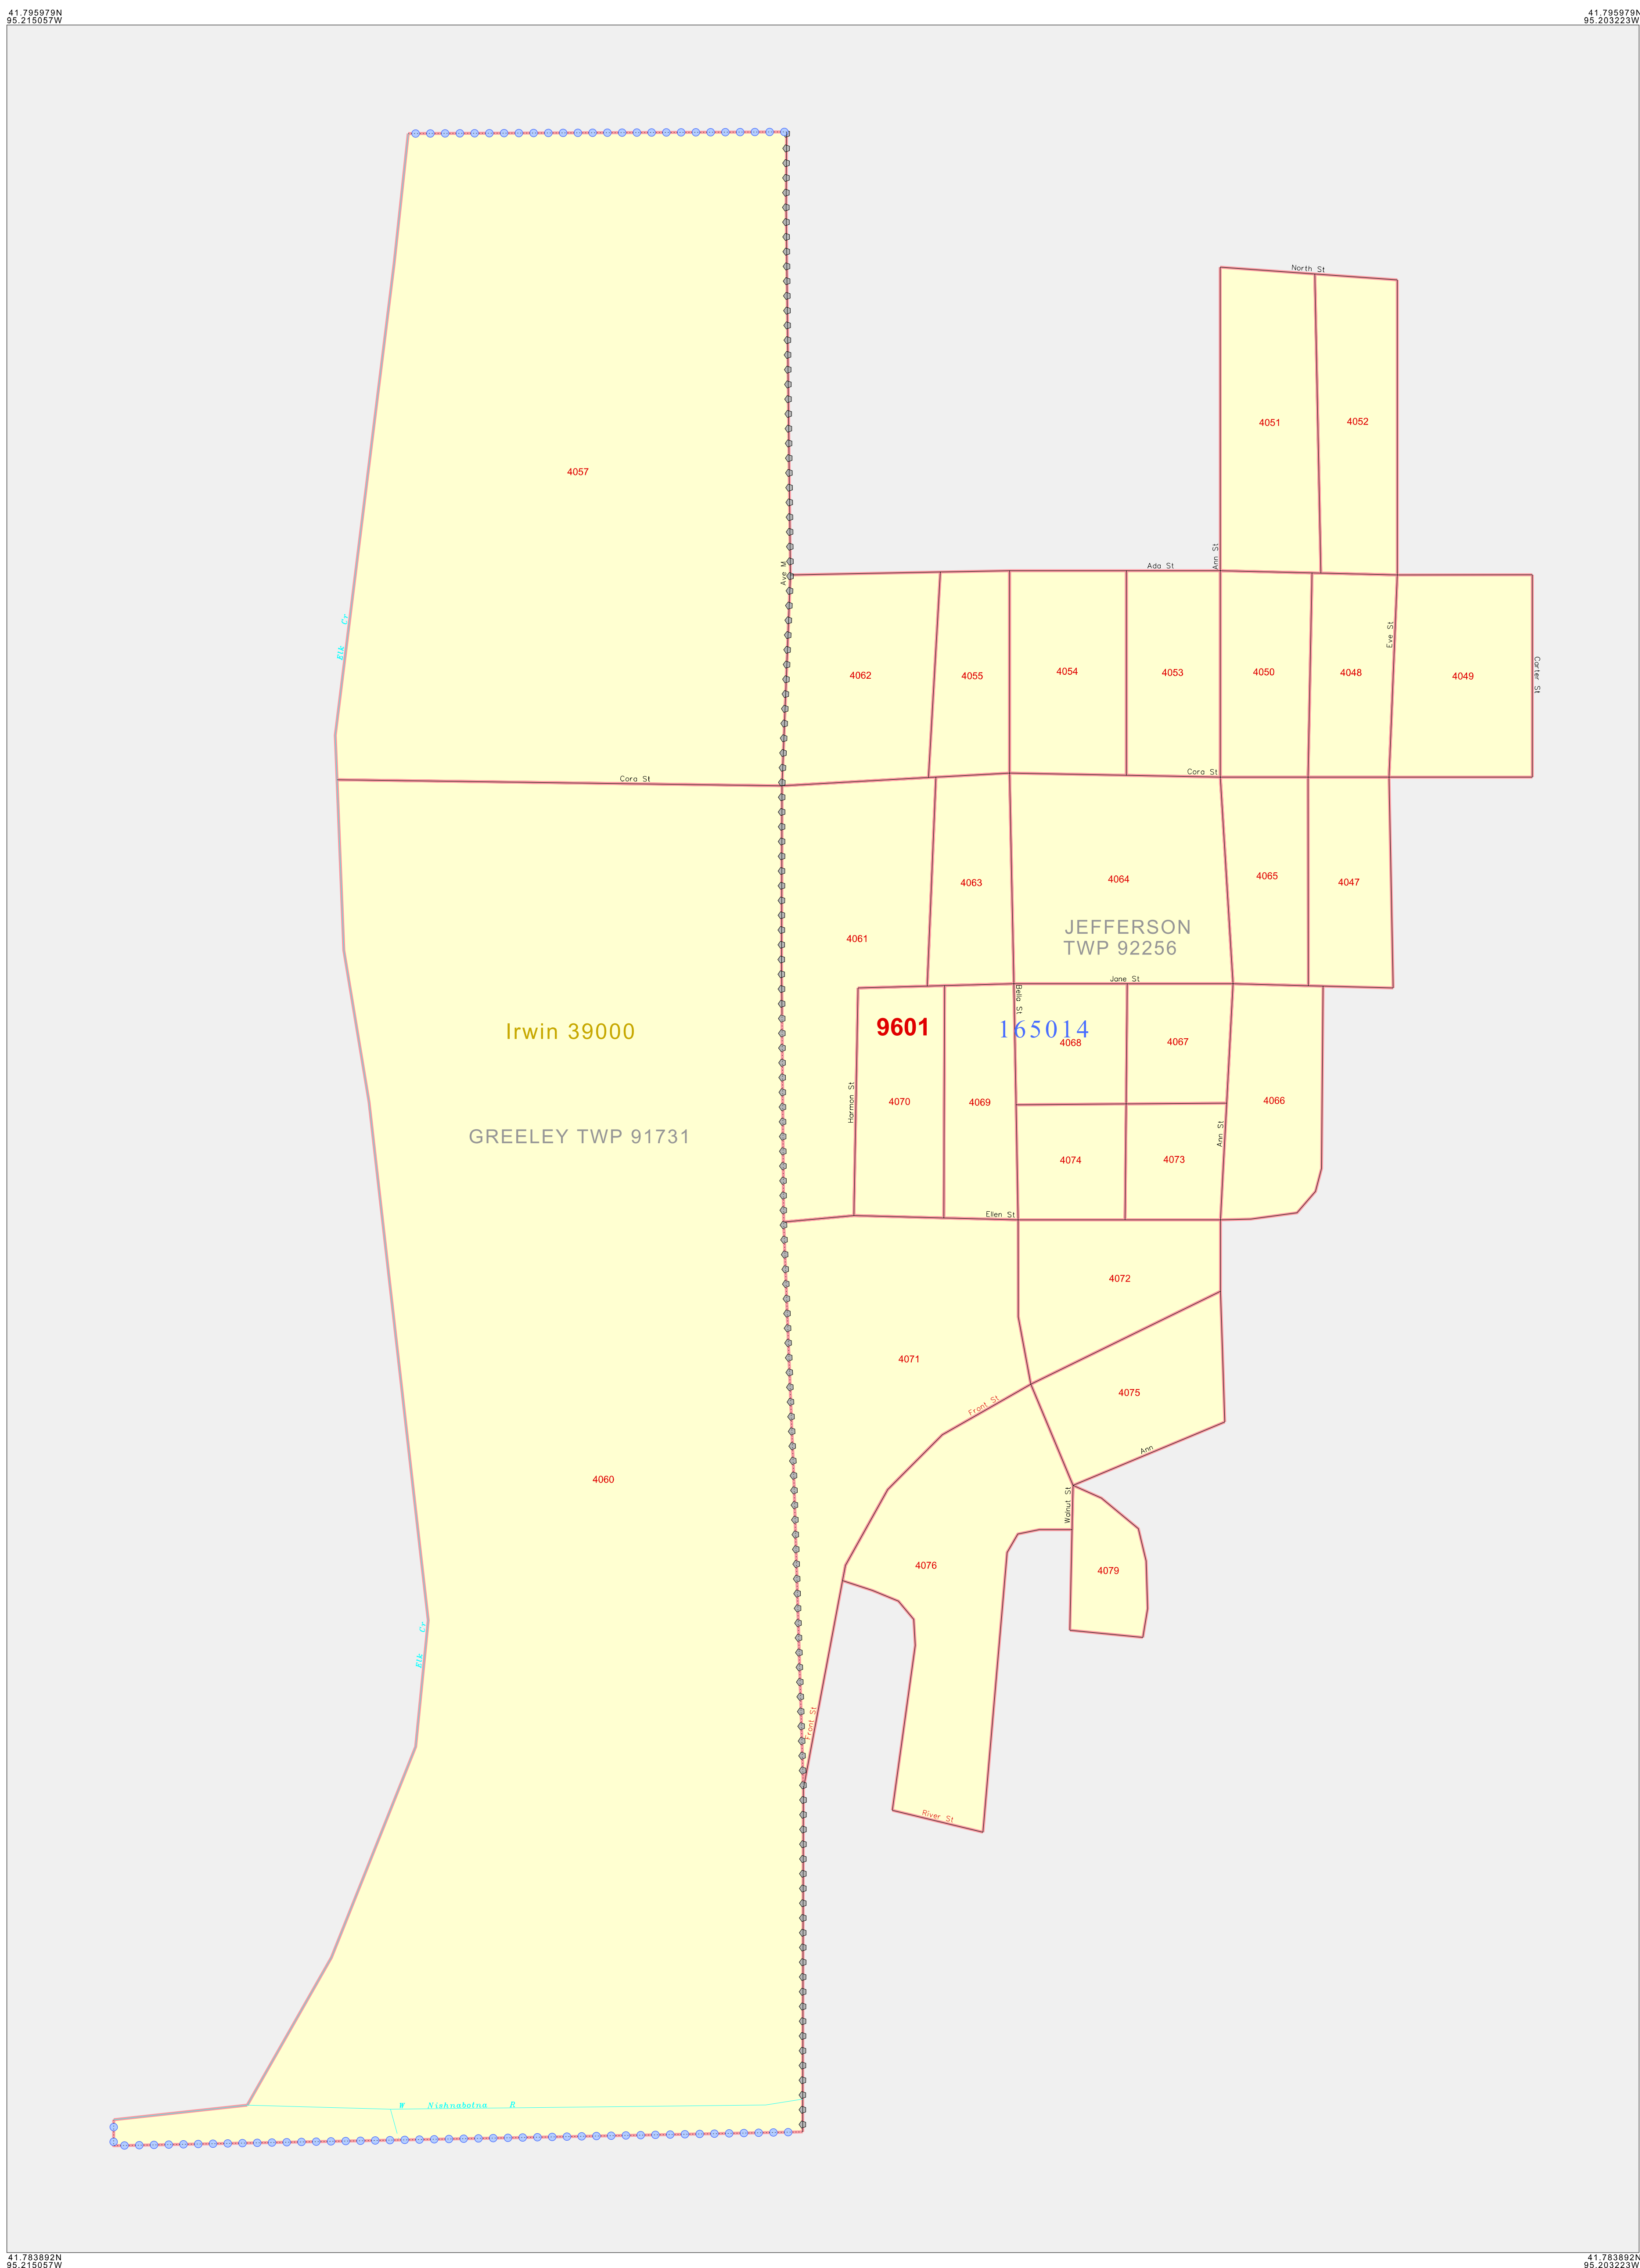 41.795979N
95.215057W
41.795979N
95.203223W
North St
4051
4052
4057
Ann St
Ada St
Ave M
Elk Cr
Eve St
Carter St
4062
4055
4054
4053
4050
4048
4049
Cora St
Cora St
4063
4064
4065
4047
JEFFERSON
TWP 92256
4061
Jane St
Bella St
Irwin 39000
9601
165014
4068
4067
Harmon St
4070
4069
4066
GREELEY TWP 91731
Ann St
4074
4073
Ellen St
4072
4071
4075
Front St
Ann
4060
Walnut St
4076
4079
Elk Cr
Front St
River St
W Nishnabotna R
41.783892N
95.215057W
41.783892N
95.203223W